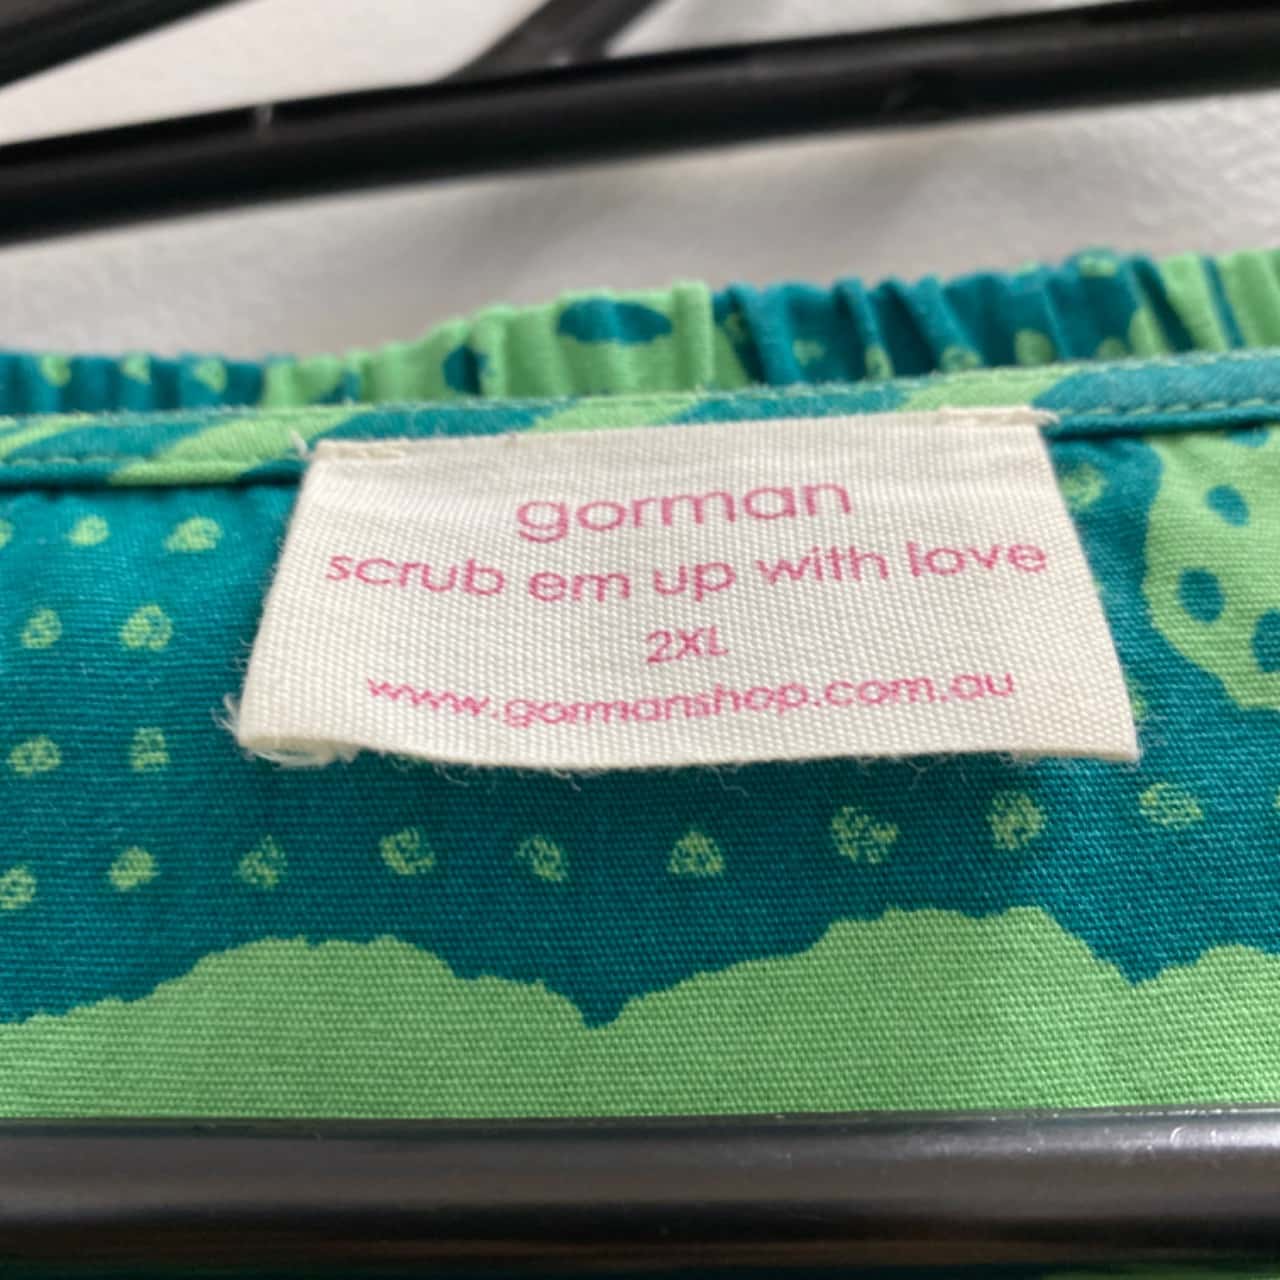 gorman
scrub em up with love
2XL
www.gormanshop.com.au